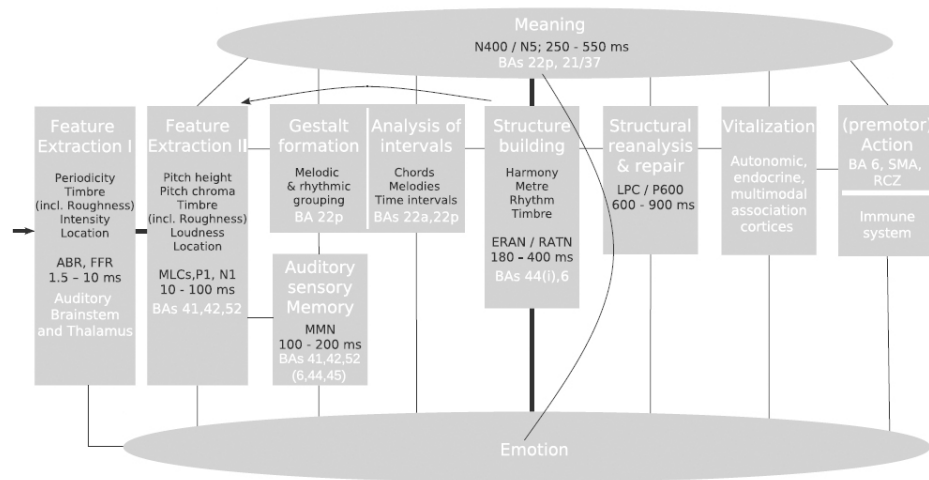 Meaning
N400 / N5; 250 - 550 ms
BAs 22p, 21/37
Feature
Extraction I
Periodicity
Timbre
(incl. Roughness)
Intensity
Location
ABR, FFR
1.5 – 10 ms
Auditory
Brainstem
and Thalamus
Feature
Extraction II
Pitch height
Pitch chroma
Timbre
(incl. Roughness)
Loudness
Location
MLCs,P1, N1
10 - 100 ms
BAs 41,42,52
Gestalt
formation
Melodic
& rhythmic
grouping
BA 22p
Analysis of
intervals
Chords
Melodies
Time intervals
BAs 22a,22p
Auditory
sensory
Memory
MMN
100 - 200 ms
BAs 41,42,52
(6,44,45)
Structure
building
Harmony
Metre
Rhythm
Timbre
ERAN / RATN
180 – 400 ms
BAs 44(i),6
Structural
reanalysis
& repair
LPC / P600
600 - 900 ms
Vitalization
Autonomic,
endocrine,
multimodal
association
cortices
(premotor)
Action
BA 6, SMA,
RCZ
Immune
system
Emotion